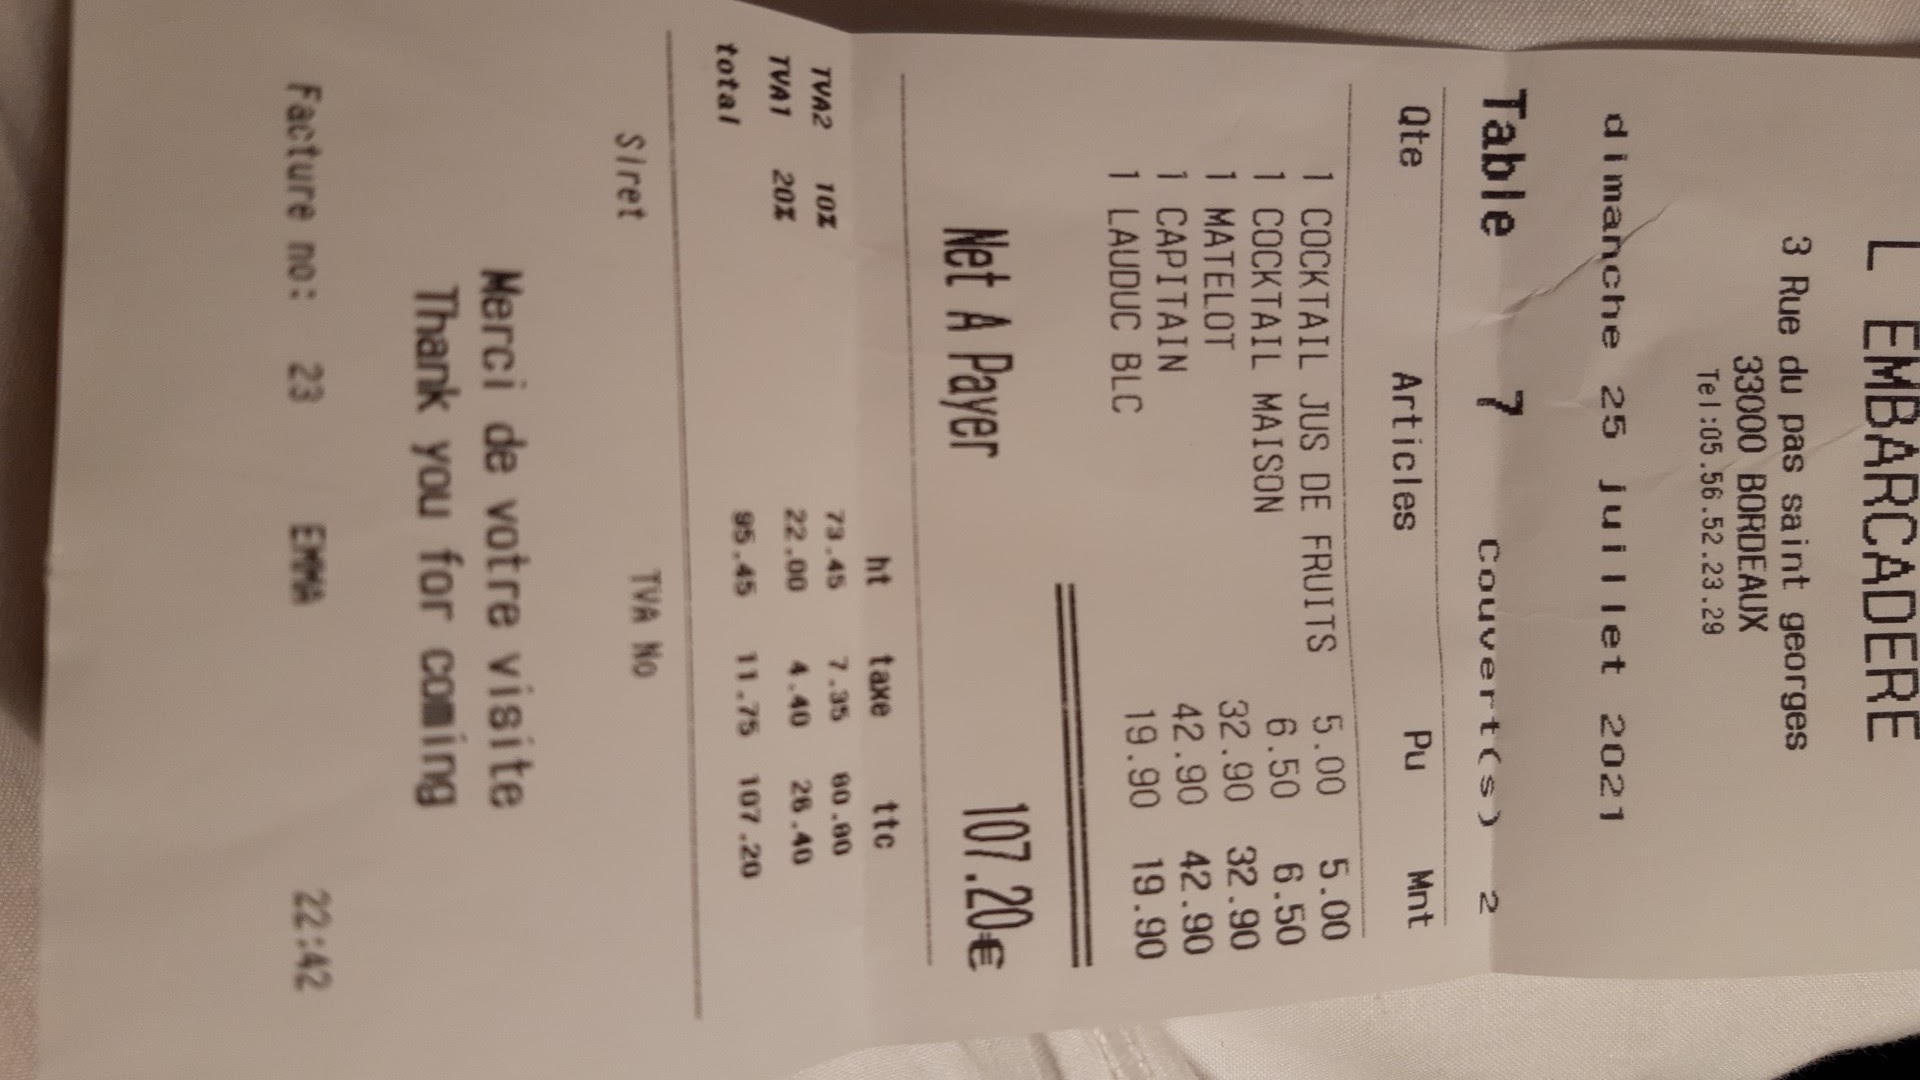 L EMBARCADERE
3 Rue du pas saint georges
33000 BORDEAUX
Tel:05.56.52.23.29
dimanche 25 juillet 2021
Table 7 Couvert(s) 2
Qte Articles Pu Mnt
1 COCKTAIL JUS DE FRUITS 5.00 5.00
1 COCKTAIL MAISON 6.50 6.50
1 MATELOT 32.90 32.90
1 CAPITAIN 42.90 42.90
1 LAUDUC BLC 19.90 19.90
Net A Payer 107.20€
ht taxe ttc
TVA2 10% 73.45 7.35 80.80
TVA1 20% 22.00 4.40 26.40
total 95.45 11.75 107.20
Siret TVA No
Merci de votre visite
Thank you for coming
Facture no: 23 EMMA 22:42